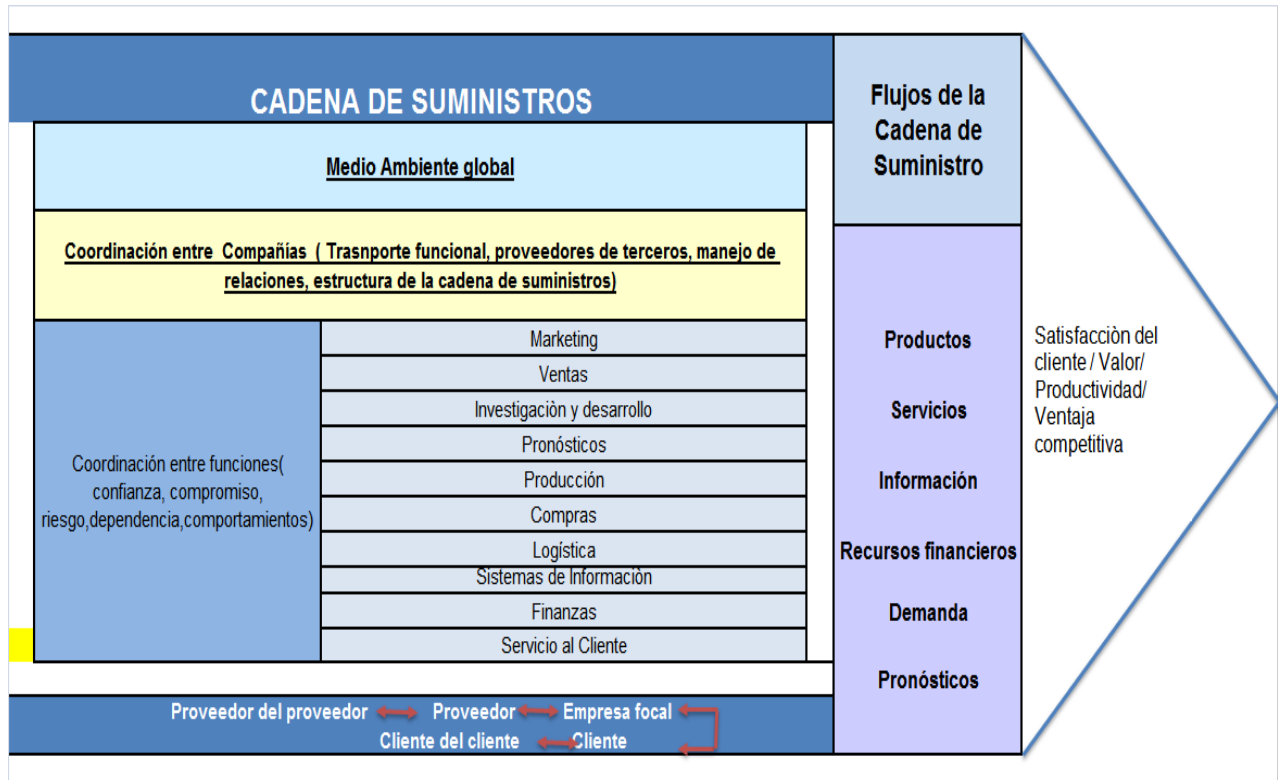 CADENA DE SUMINISTROS
Medio Ambiente global
Coordinación entre Compañías ( Trasnporte funcional, proveedores de terceros, manejo de
relaciones, estructura de la cadena de suministros)
Coordinación entre funciones(
confianza, compromiso,
riesgo,dependencia,comportamientos)
Marketing
Ventas
Investigaciòn y desarrollo
Pronósticos
Producción
Compras
Logística
Sistemas de Informaciòn
Finanzas
Servicio al Cliente
Proveedor del proveedor Proveedor Empresa focal
Cliente del cliente Cliente
Flujos de la
Cadena de
Suministro
Productos
Servicios
Información
Recursos financieros
Demanda
Pronósticos
Satisfacciòn del
cliente / Valor/
Productividad/
Ventaja
competitiva